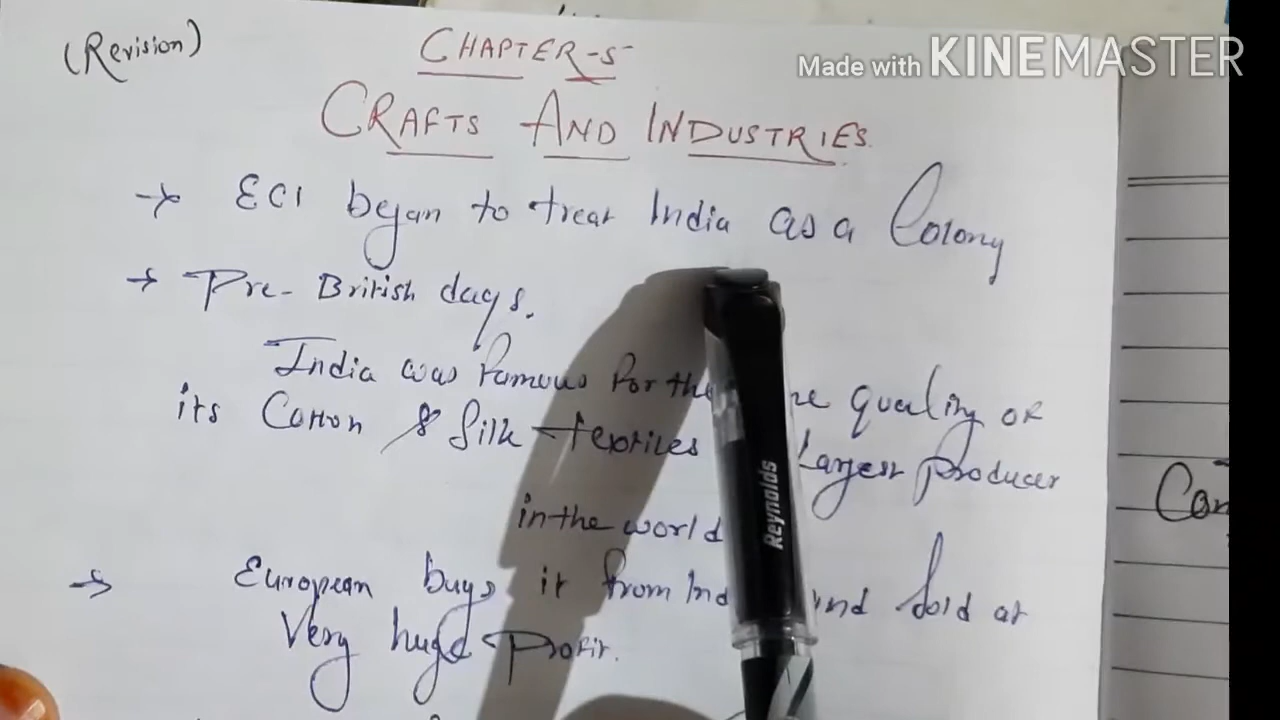 (Revision)
CHAPTER-5
Made with KINEMASTER
CRAFTS AND INDUSTRIES.
→ ECI began to treat India as a Colony
→ Pre-British days.
India was famous for the quality of
its Cotton & Silk textiles Largest producer
in the world
→ European buys it from and sold at
Very huge Profit.
Reynolds